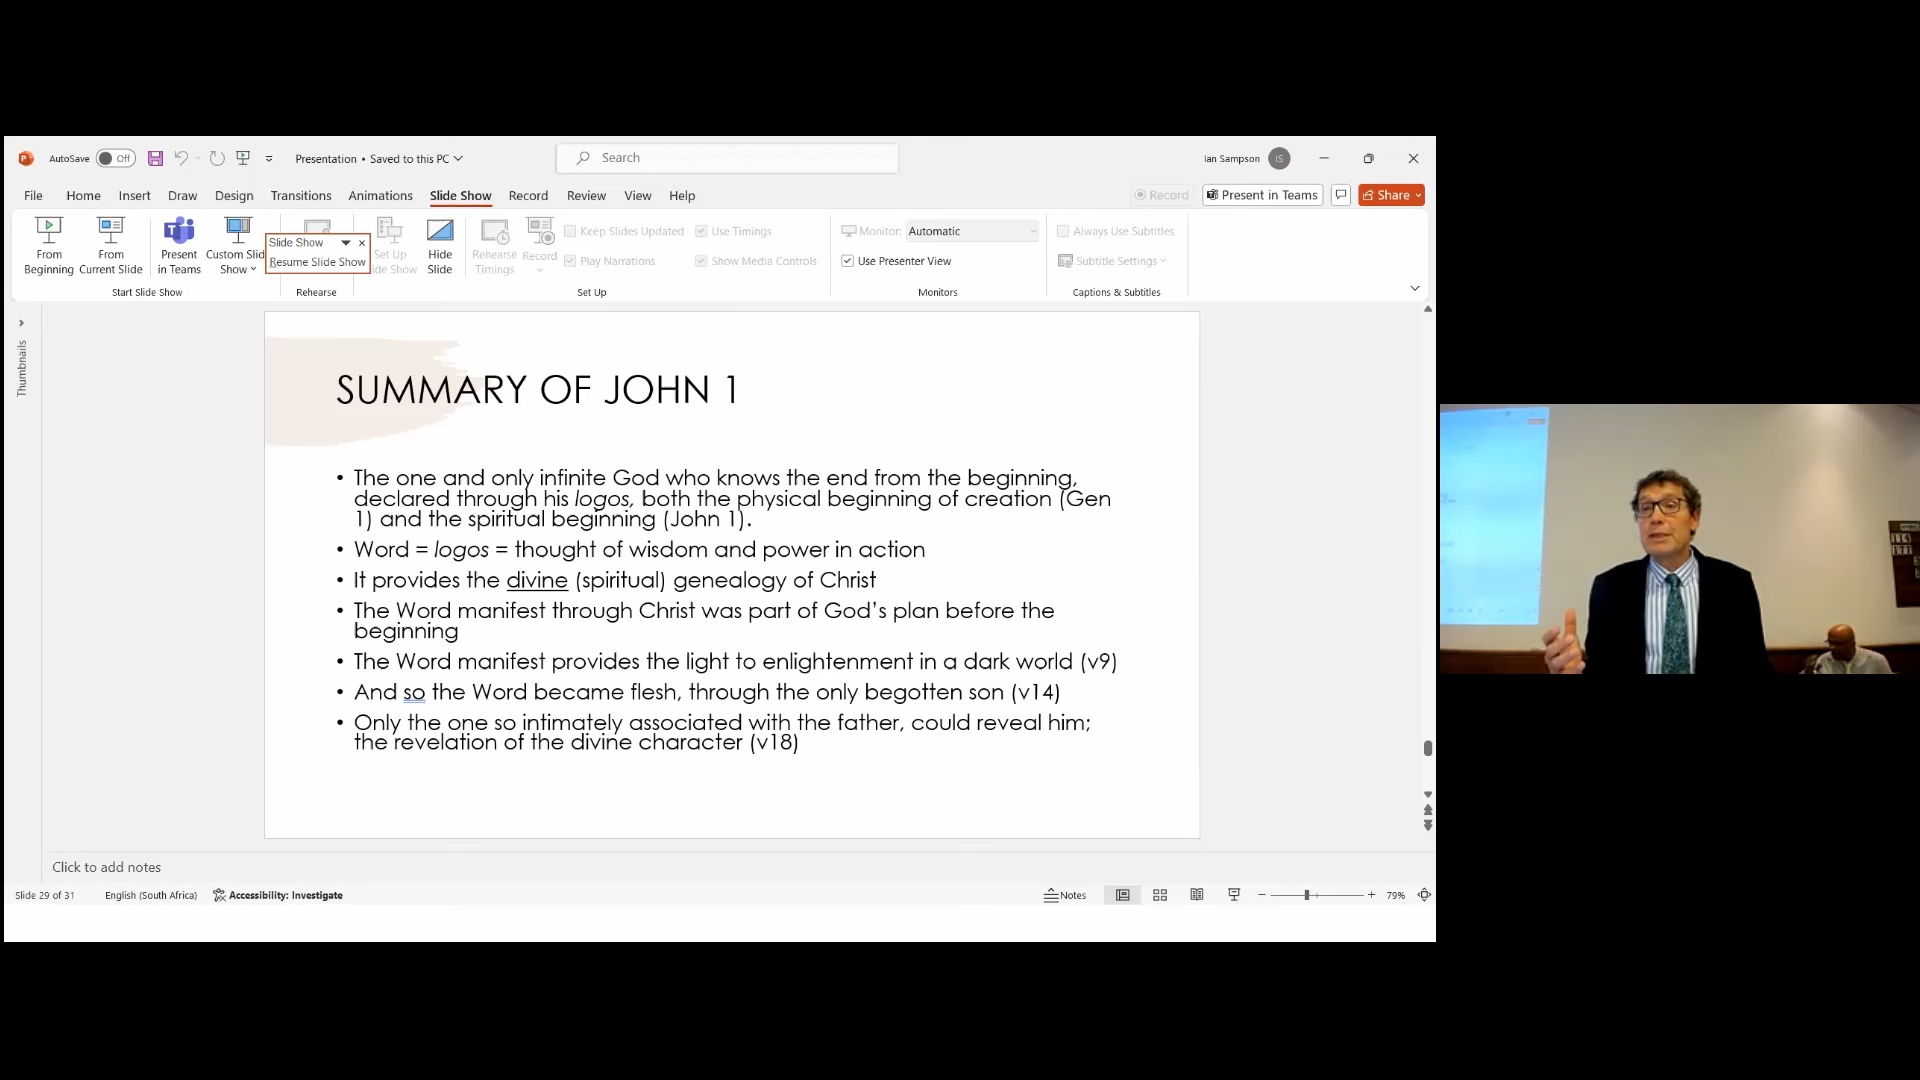 AutoSave Off Presentation • Saved to this PC Search Ian Sampson IS
File Home Insert Draw Design Transitions Animations Slide Show Record Review View Help Record Present in Teams Share
From Beginning
From Current Slide
Present in Teams
Custom Slid Show
Start Slide Show
Slide Show
Resume Slide Show
Rehearse
Set Up ide Show
Hide Slide
Rehearse Timings
Record
Keep Slides Updated
Play Narrations
Use Timings
Show Media Controls
Set Up
Monitor: Automatic
Use Presenter View
Monitors
Always Use Subtitles
Subtitle Settings
Captions & Subtitles
Thumbnails
SUMMARY OF JOHN 1
• The one and only infinite God who knows the end from the beginning,
declared through his logos, both the physical beginning of creation (Gen
1) and the spiritual beginning (John 1).
• Word = logos = thought of wisdom and power in action
• It provides the divine (spiritual) genealogy of Christ
• The Word manifest through Christ was part of God’s plan before the
beginning
• The Word manifest provides the light to enlightenment in a dark world (v9)
• And so the Word became flesh, through the only begotten son (v14)
• Only the one so intimately associated with the father, could reveal him;
the revelation of the divine character (v18)
Click to add notes
Slide 29 of 31 English (South Africa) Accessibility: Investigate Notes 79%